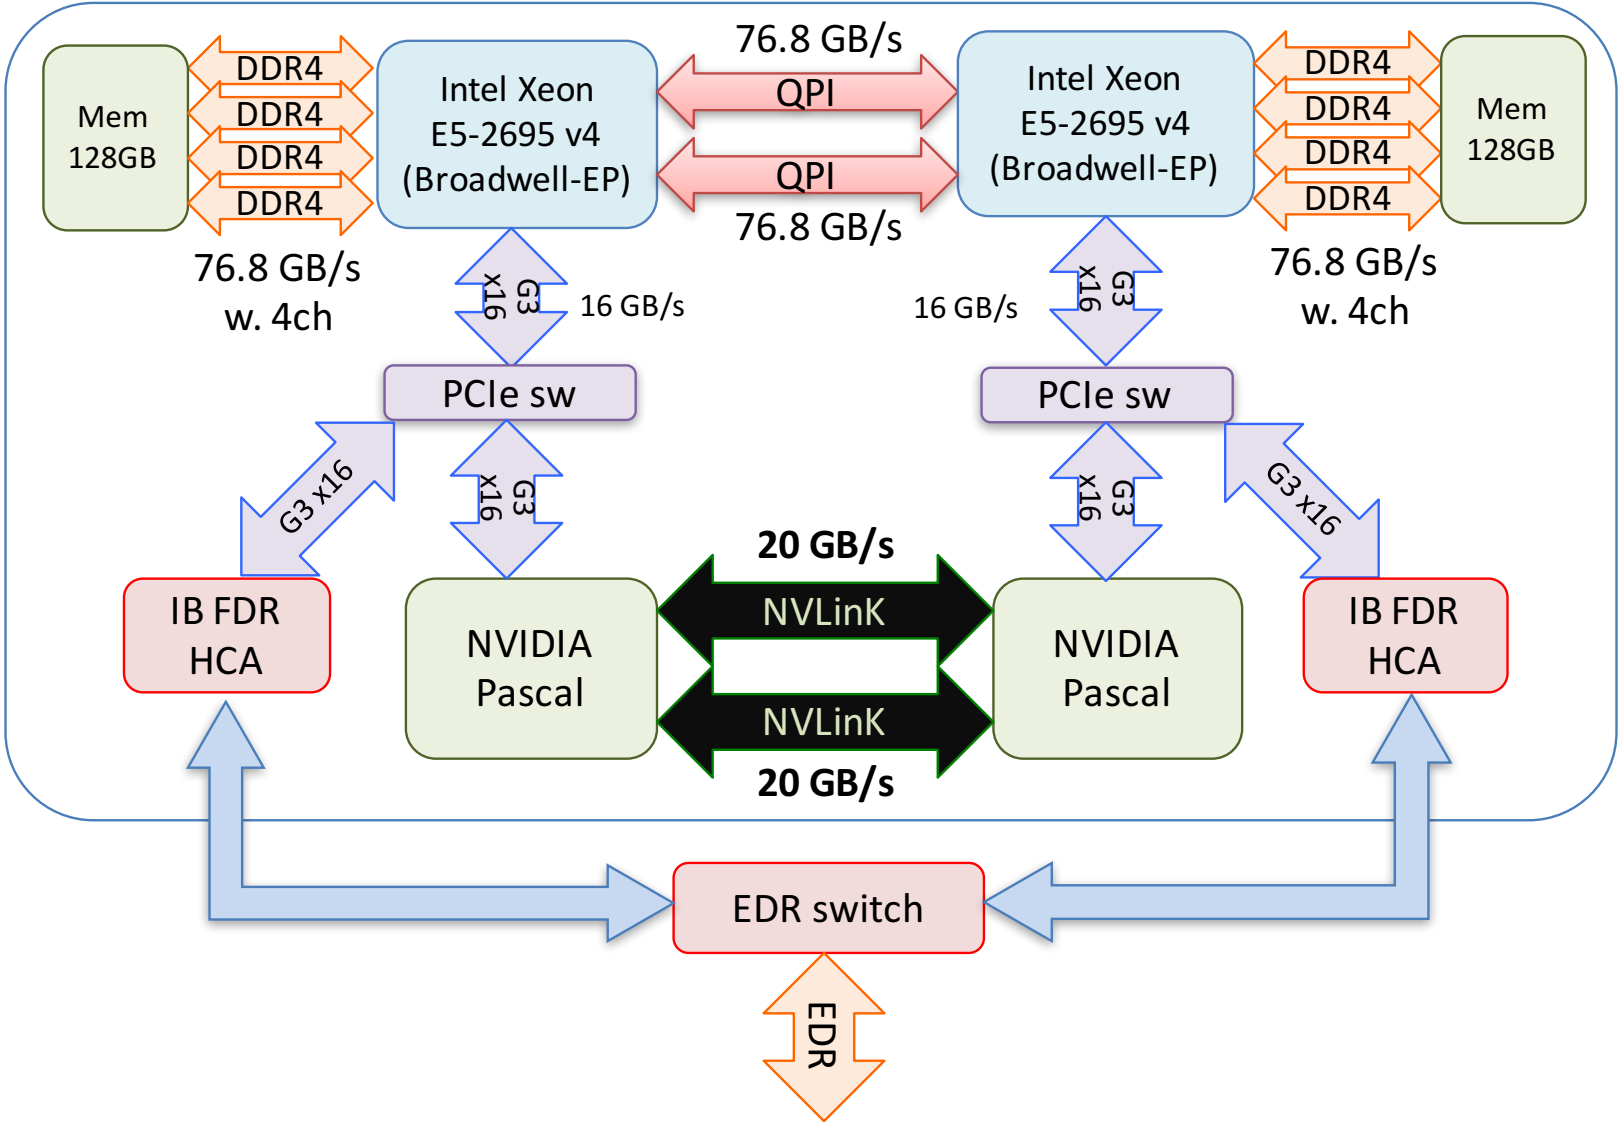 76.8 GB/s
DDR4
DDR4
DDR4
DDR4
Mem
128GB
Intel Xeon
E5-2695 v4
(Broadwell-EP)
QPI
QPI
76.8 GB/s
Intel Xeon
E5-2695 v4
(Broadwell-EP)
DDR4
DDR4
DDR4
DDR4
Mem
128GB
76.8 GB/s
w. 4ch
G3
x16
16 GB/s
16 GB/s
G3
x16
76.8 GB/s
w. 4ch
PCIe sw
PCIe sw
G3 x16
G3
x16
G3
x16
G3 x16
20 GB/s
NVLinK
NVLinK
20 GB/s
IB FDR
HCA
NVIDIA
Pascal
NVIDIA
Pascal
IB FDR
HCA
EDR switch
EDR